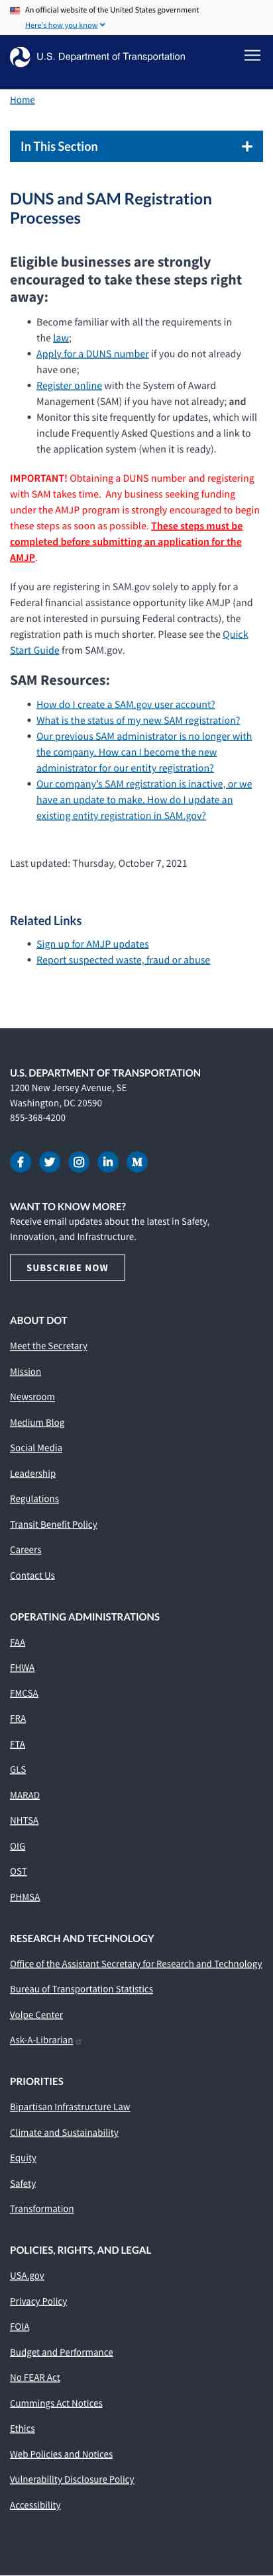 An official website of the United States government
Here's how you know
U.S. Department of Transportation
Home
In This Section
DUNS and SAM Registration
Processes
Eligible businesses are strongly
encouraged to take these steps right
away:
Become familiar with all the requirements in
the law;
Apply for a DUNS number if you do not already
have one;
Register online with the System of Award
Management (SAM) if you have not already; and
Monitor this site frequently for updates, which will
include Frequently Asked Questions and a link to
the application system (when it is ready).
IMPORTANT! Obtaining a DUNS number and registering
with SAM takes time.  Any business seeking funding
under the AMJP program is strongly encouraged to begin
these steps as soon as possible. These steps must be
completed before submitting an application for the
AMJP.
If you are registering in SAM.gov solely to apply for a
Federal financial assistance opportunity like AMJP (and
are not interested in pursuing Federal contracts), the
registration path is much shorter. Please see the Quick
Start Guide from SAM.gov.
SAM Resources:
How do I create a SAM.gov user account?
What is the status of my new SAM registration?
Our previous SAM administrator is no longer with
the company. How can I become the new
administrator for our entity registration?
Our company's SAM registration is inactive, or we
have an update to make. How do I update an
existing entity registration in SAM.gov?
Last updated: Thursday, October 7, 2021
Related Links
Sign up for AMJP updates
Report suspected waste, fraud or abuse
U.S. DEPARTMENT OF TRANSPORTATION
1200 New Jersey Avenue, SE
Washington, DC 20590
855-368-4200
WANT TO KNOW MORE?
Receive email updates about the latest in Safety,
Innovation, and Infrastructure.
SUBSCRIBE NOW
ABOUT DOT
Meet the Secretary
Mission
Newsroom
Medium Blog
Social Media
Leadership
Regulations
Transit Benefit Policy
Careers
Contact Us
OPERATING ADMINISTRATIONS
FAA
FHWA
FMCSA
FRA
FTA
GLS
MARAD
NHTSA
OIG
OST
PHMSA
RESEARCH AND TECHNOLOGY
Office of the Assistant Secretary for Research and Technology
Bureau of Transportation Statistics
Volpe Center
Ask-A-Librarian
PRIORITIES
Bipartisan Infrastructure Law
Climate and Sustainability
Equity
Safety
Transformation
POLICIES, RIGHTS, AND LEGAL
USA.gov
Privacy Policy
FOIA
Budget and Performance
No FEAR Act
Cummings Act Notices
Ethics
Web Policies and Notices
Vulnerability Disclosure Policy
Accessibility